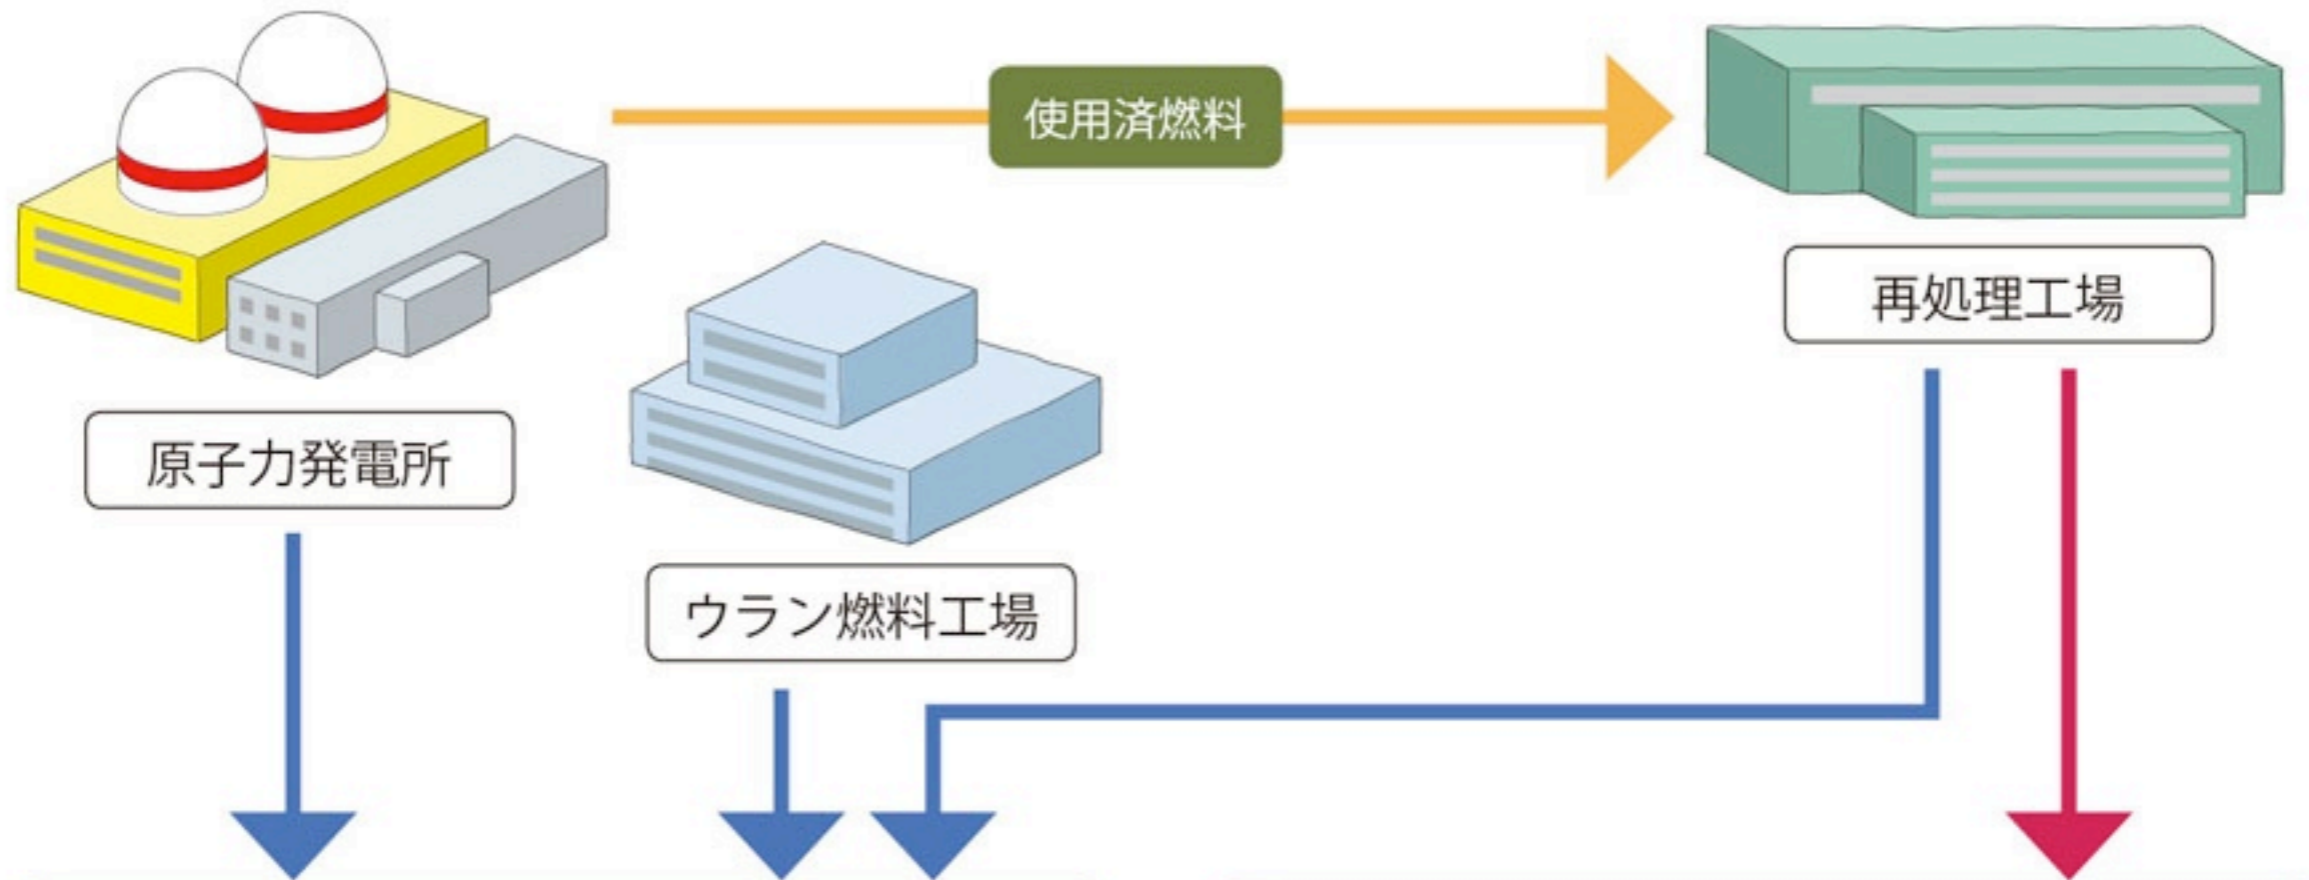 使用済燃料
再処理工場
原子力発電所
ウラン燃料工場